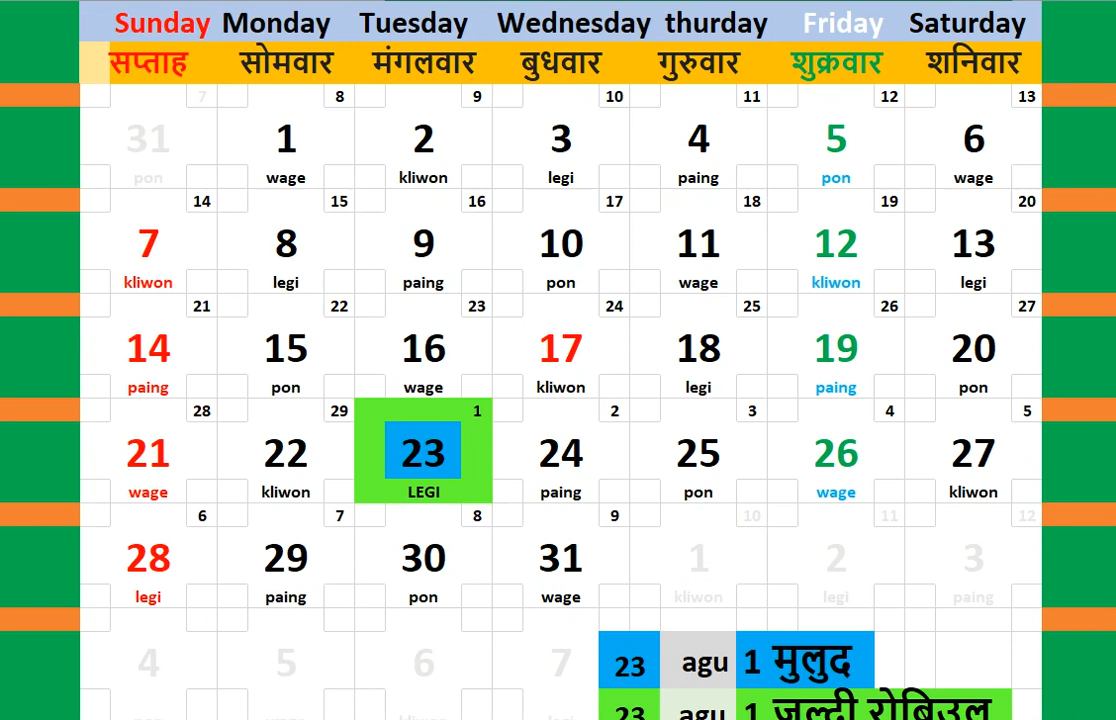 Sunday Monday Tuesday Wednesday thurday Friday Saturday
सप्ताह सोमवार मंगलवार बुधवार गुरुवार शुक्रवार शनिवार
7 8 9 10 11 12 13
31 1 2 3 4 5 6
pon wage kliwon legi paing pon wage
14 15 16 17 18 19 20
7 8 9 10 11 12 13
kliwon legi paing pon wage kliwon legi
21 22 23 24 25 26 27
14 15 16 17 18 19 20
paing pon wage kliwon legi paing pon
28 29 1 2 3 4 5
21 22 23 24 25 26 27
wage kliwon LEGI paing pon wage kliwon
6 7 8 9 10 11 12
28 29 30 31 1 2 3
legi paing pon wage kliwon legi paing
4 5 6 7
23 agu 1 मुलुद
23 agu 1 जल्दी रोबिउल